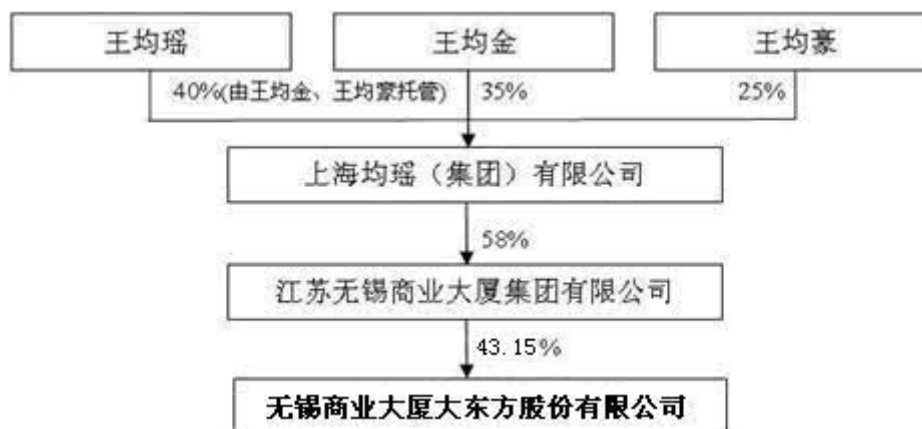 王均瑶 王均金 王均豪
40%(由王均金、王均豪托管) 35% 25%
上海均瑶（集团）有限公司
58%
江苏无锡商业大厦集团有限公司
43.15%
无锡商业大厦大东方股份有限公司